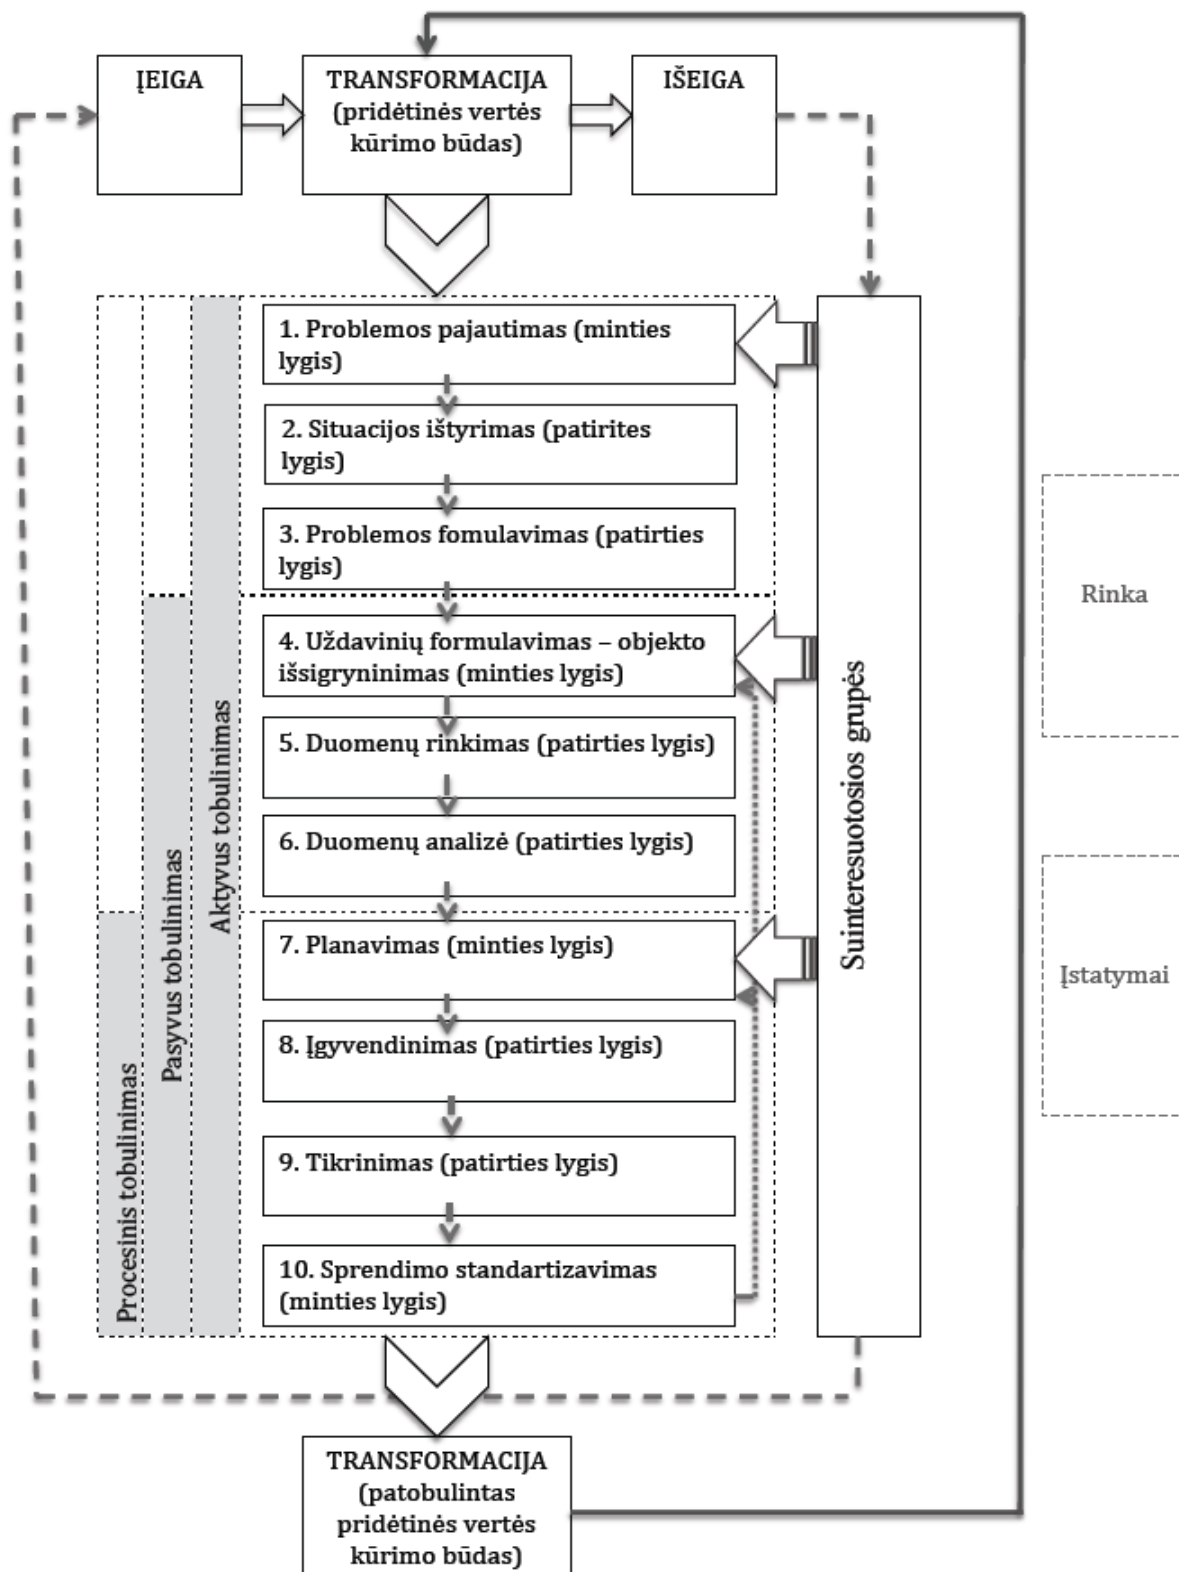 ĮEIGA
TRANSFORMACIJA
(pridėtinės vertės
kūrimo būdas)
IŠEIGA
1. Problemos pajautimas (minties
lygis)
2. Situacijos ištyrimas (patirites
lygis)
3. Problemos fomulavimas (patirties
lygis)
4. Uždavinių formulavimas – objekto
išsigryninimas (minties lygis)
5. Duomenų rinkimas (patirties lygis)
6. Duomenų analizė (patirties lygis)
7. Planavimas (minties lygis)
8. Įgyvendinimas (patirties lygis)
9. Tikrinimas (patirties lygis)
10. Sprendimo standartizavimas
(minties lygis)
Procesinis tobulinimas
Pasyvus tobulinimas
Aktyvus tobulinimas
Suinteresuotosios grupės
Rinka
Įstatymai
TRANSFORMACIJA
(patobulintas
pridėtinės vertės
kūrimo būdas)